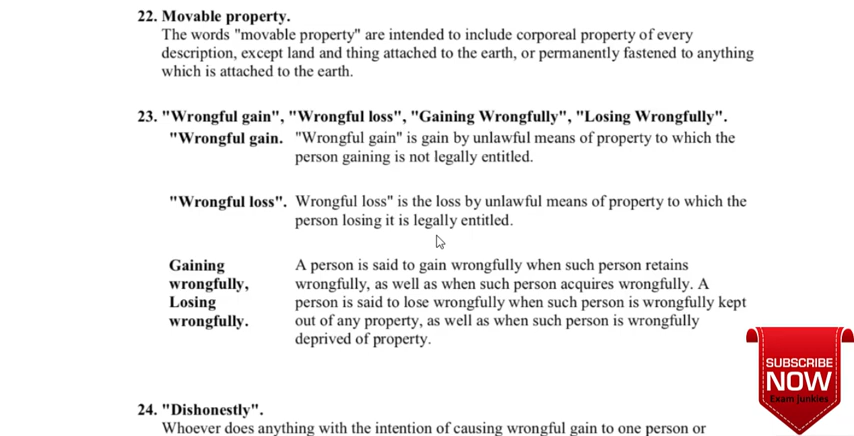 22. Movable property.
The words "movable property" are intended to include corporeal property of every
description, except land and thing attached to the earth, or permanently fastened to anything
which is attached to the earth.
23. "Wrongful gain", "Wrongful loss", "Gaining Wrongfully", "Losing Wrongfully".
"Wrongful gain. "Wrongful gain" is gain by unlawful means of property to which the
person gaining is not legally entitled.
"Wrongful loss". Wrongful loss" is the loss by unlawful means of property to which the
person losing it is legally entitled.
Gaining A person is said to gain wrongfully when such person retains
wrongfully, wrongfully, as well as when such person acquires wrongfully. A
Losing person is said to lose wrongfully when such person is wrongfully kept
wrongfully. out of any property, as well as when such person is wrongfully
deprived of property.
SUBSCRIBE
NOW
Exam Junkies
24. "Dishonestly".
Whoever does anything with the intention of causing wrongful gain to one person or